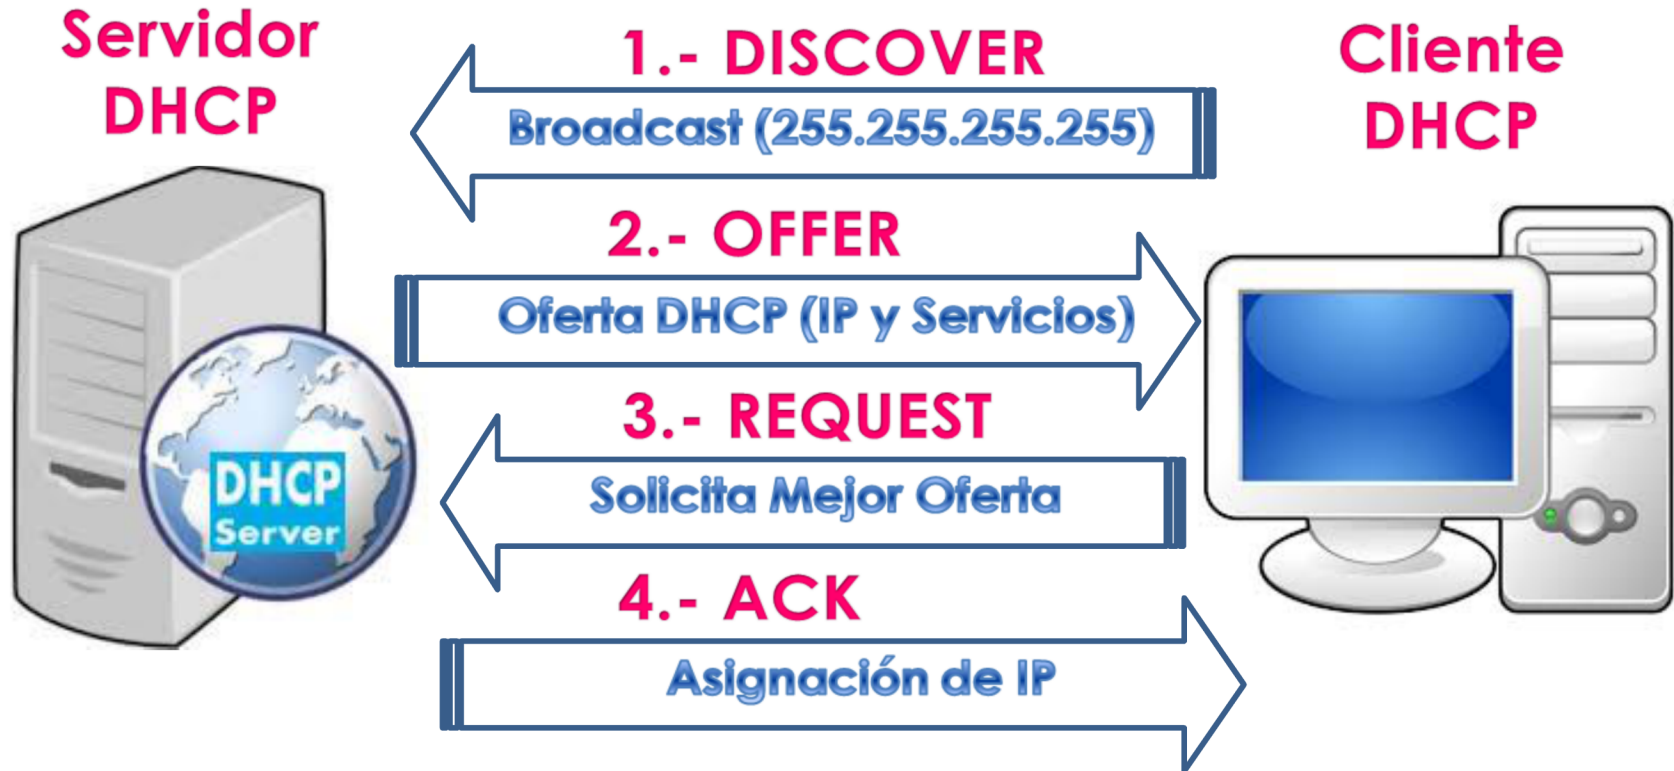 Servidor
DHCP
1.- DISCOVER
Broadcast (255.255.255.255)
Cliente
DHCP
2.- OFFER
Oferta DHCP (IP y Servicios)
3.- REQUEST
Solicita Mejor Oferta
DHCP
Server
4.- ACK
Asignación de IP